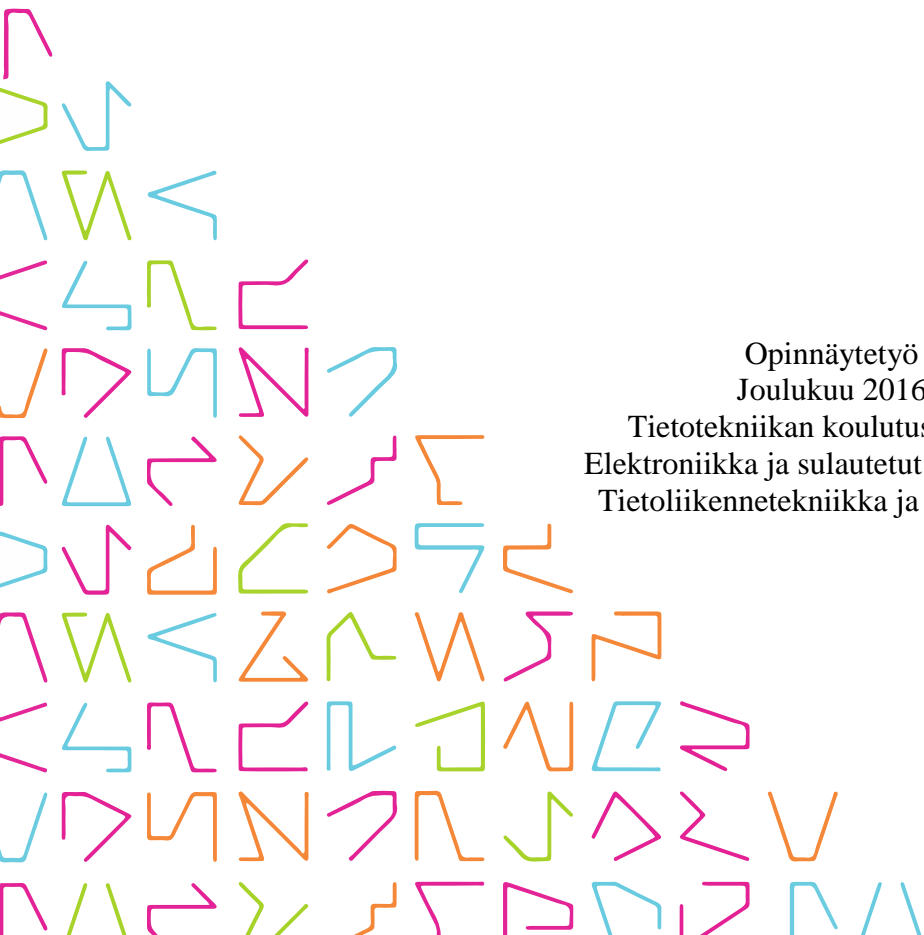 Opinnäytetyö
Joulukuu 2016
Tietotekniikan koulutus
Elektroniikka ja sulautetut
Tietoliikennetekniikka ja